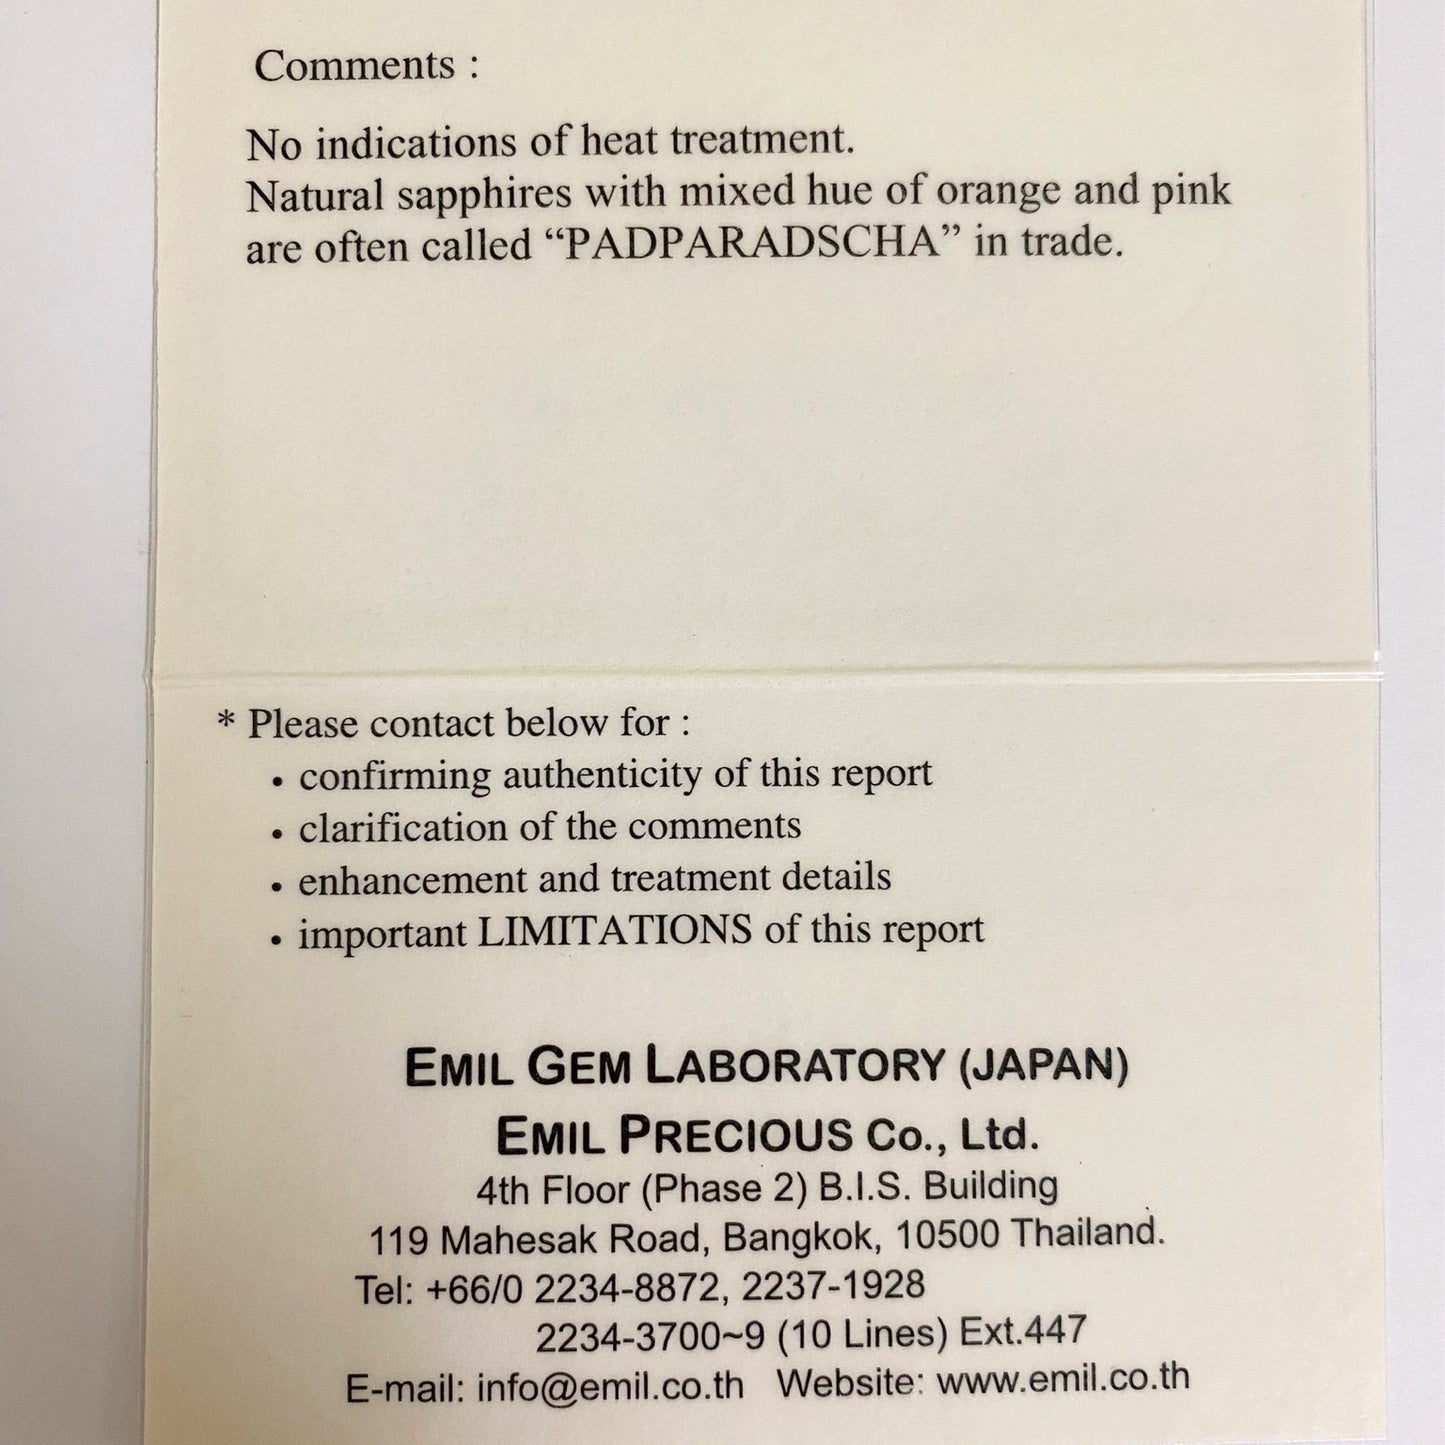 Comments :
No indications of heat treatment.
Natural sapphires with mixed hue of orange and pink
are often called “PADPARADSCHA” in trade.
* Please contact below for :
• confirming authenticity of this report
• clarification of the comments
• enhancement and treatment details
• important LIMITATIONS of this report
EMIL GEM LABORATORY (JAPAN)
EMIL PRECIOUS Co., Ltd.
4th Floor (Phase 2) B.I.S. Building
119 Mahesak Road, Bangkok, 10500 Thailand.
Tel: +66/0 2234-8872, 2237-1928
2234-3700~9 (10 Lines) Ext.447
E-mail: info@emil.co.th Website: www.emil.co.th